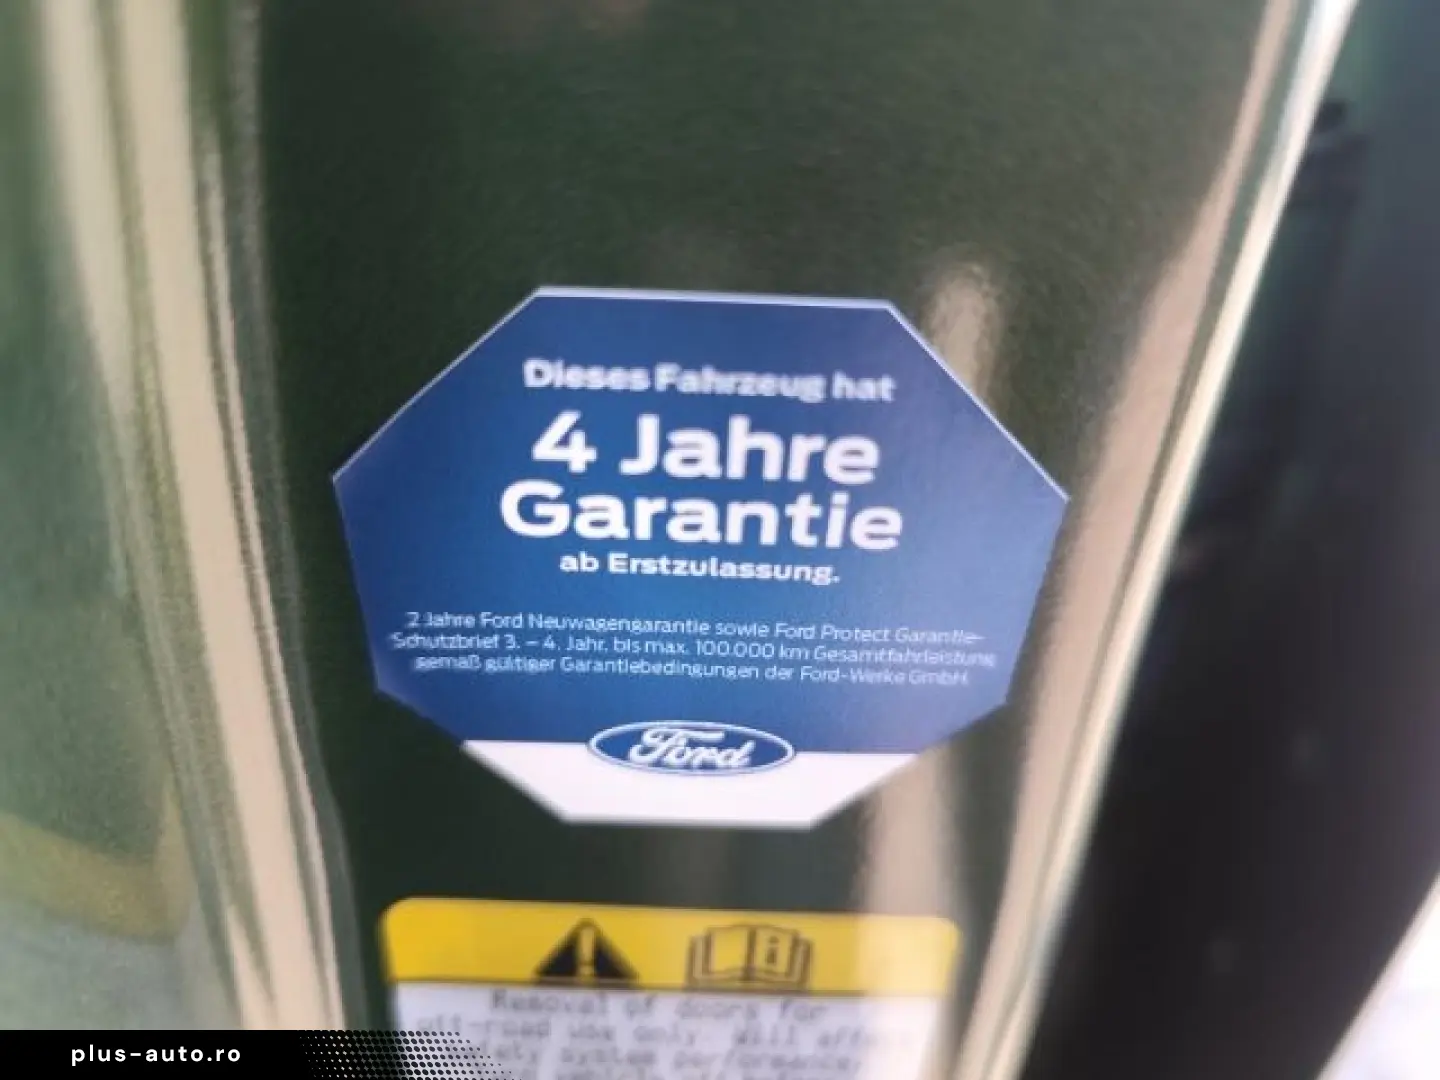 Dieses Fahrzeug hat
4 Jahre
Garantie
ab Erstzulassung.
2 Jahre Ford Neuwagengarantie sowie Ford Protect Garantie-
Schutzbrief 3. – 4. Jahr, bis max. 100.000 km Gesamtfahrleistung
gemäß gültiger Garantiebedingungen der Ford-Werke GmbH.
Ford
Removal of doors for
off-road use only. Will affect
system performance,
plus-auto.ro